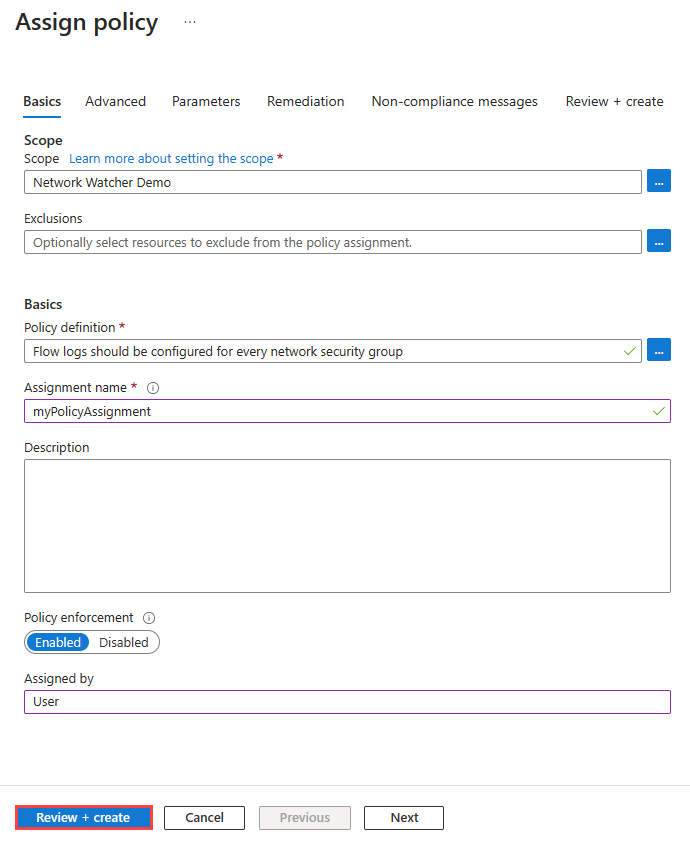 Assign policy ...
Basics Advanced Parameters Remediation Non-compliance messages Review + create
Scope
Scope Learn more about setting the scope *
Network Watcher Demo ...
Exclusions
Optionally select resources to exclude from the policy assignment. ...
Basics
Policy definition *
Flow logs should be configured for every network security group ...
Assignment name *
myPolicyAssignment
Description
Policy enforcement
Enabled Disabled
Assigned by
User
Review + create Cancel Previous Next